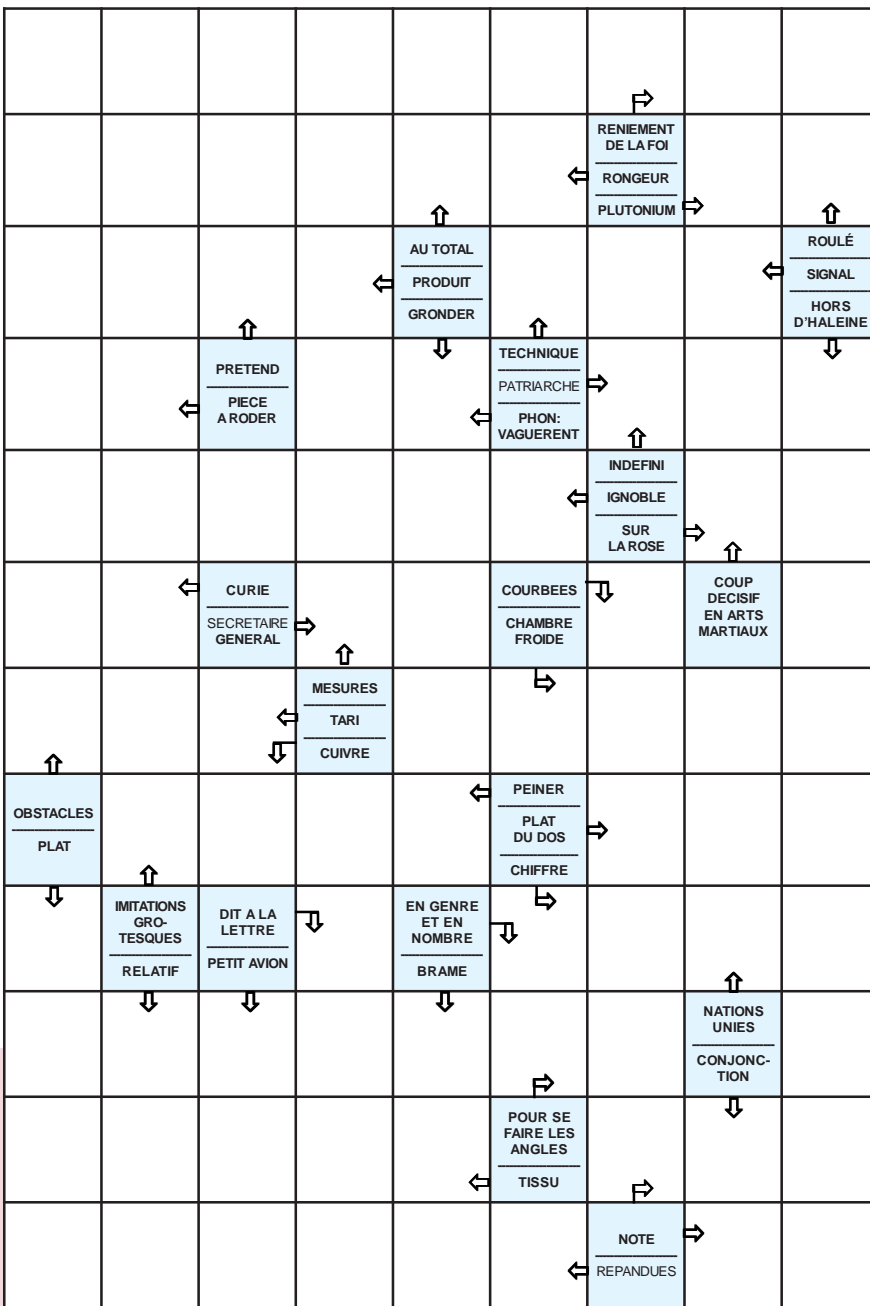 RENIEMENT
DE LA FOI
RONGEUR
PLUTONIUM
AU TOTAL
PRODUIT
GRONDER
ROULÉ
SIGNAL
HORS
D'HALEINE
PRETEND
PIECE
A RODER
TECHNIQUE
PATRIARCHE
PHON:
VAGUERENT
INDEFINI
IGNOBLE
SUR
LA ROSE
CURIE
SECRETAIRE
GENERAL
COURBEES
CHAMBRE
FROIDE
COUP
DECISIF
EN ARTS
MARTIAUX
MESURES
TARI
CUIVRE
OBSTACLES
PLAT
PEINER
PLAT
DU DOS
CHIFFRE
IMITATIONS
GRO-
TESQUES
RELATIF
DIT A LA
LETTRE
PETIT AVION
EN GENRE
ET EN
NOMBRE
BRAME
NATIONS
UNIES
CONJONC-
TION
POUR SE
FAIRE LES
ANGLES
TISSU
NOTE
REPANDUES